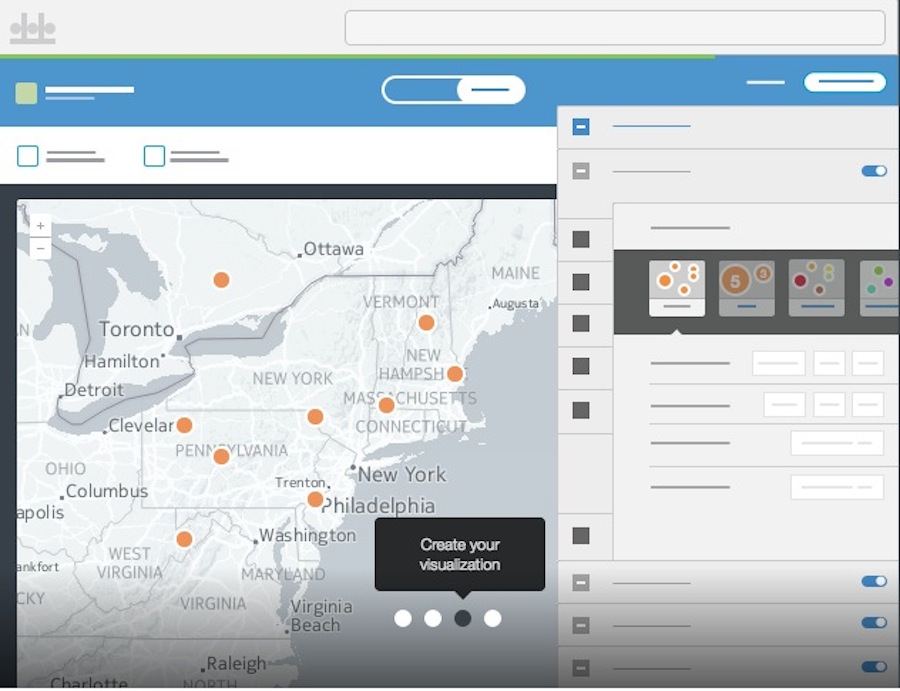 +
−
Ottawa
MAINE
VERMONT
Augusta
Toronto
NEW
HAMPSH
Hamilton
NEW YORK
Detroit
MASSACHUSETTS
Clevelar
CONNECTICUT
PENNSYLVANIA
OHIO
New York
Columbus
Trenton
Philadelphia
apolis
Washington
WEST
VIRGINIA
ankfort
MARYLAND
CKY
VIRGINIA
Virginia
Beach
Raleigh
Charlotte
NORTH
Create your
visualization
5
3